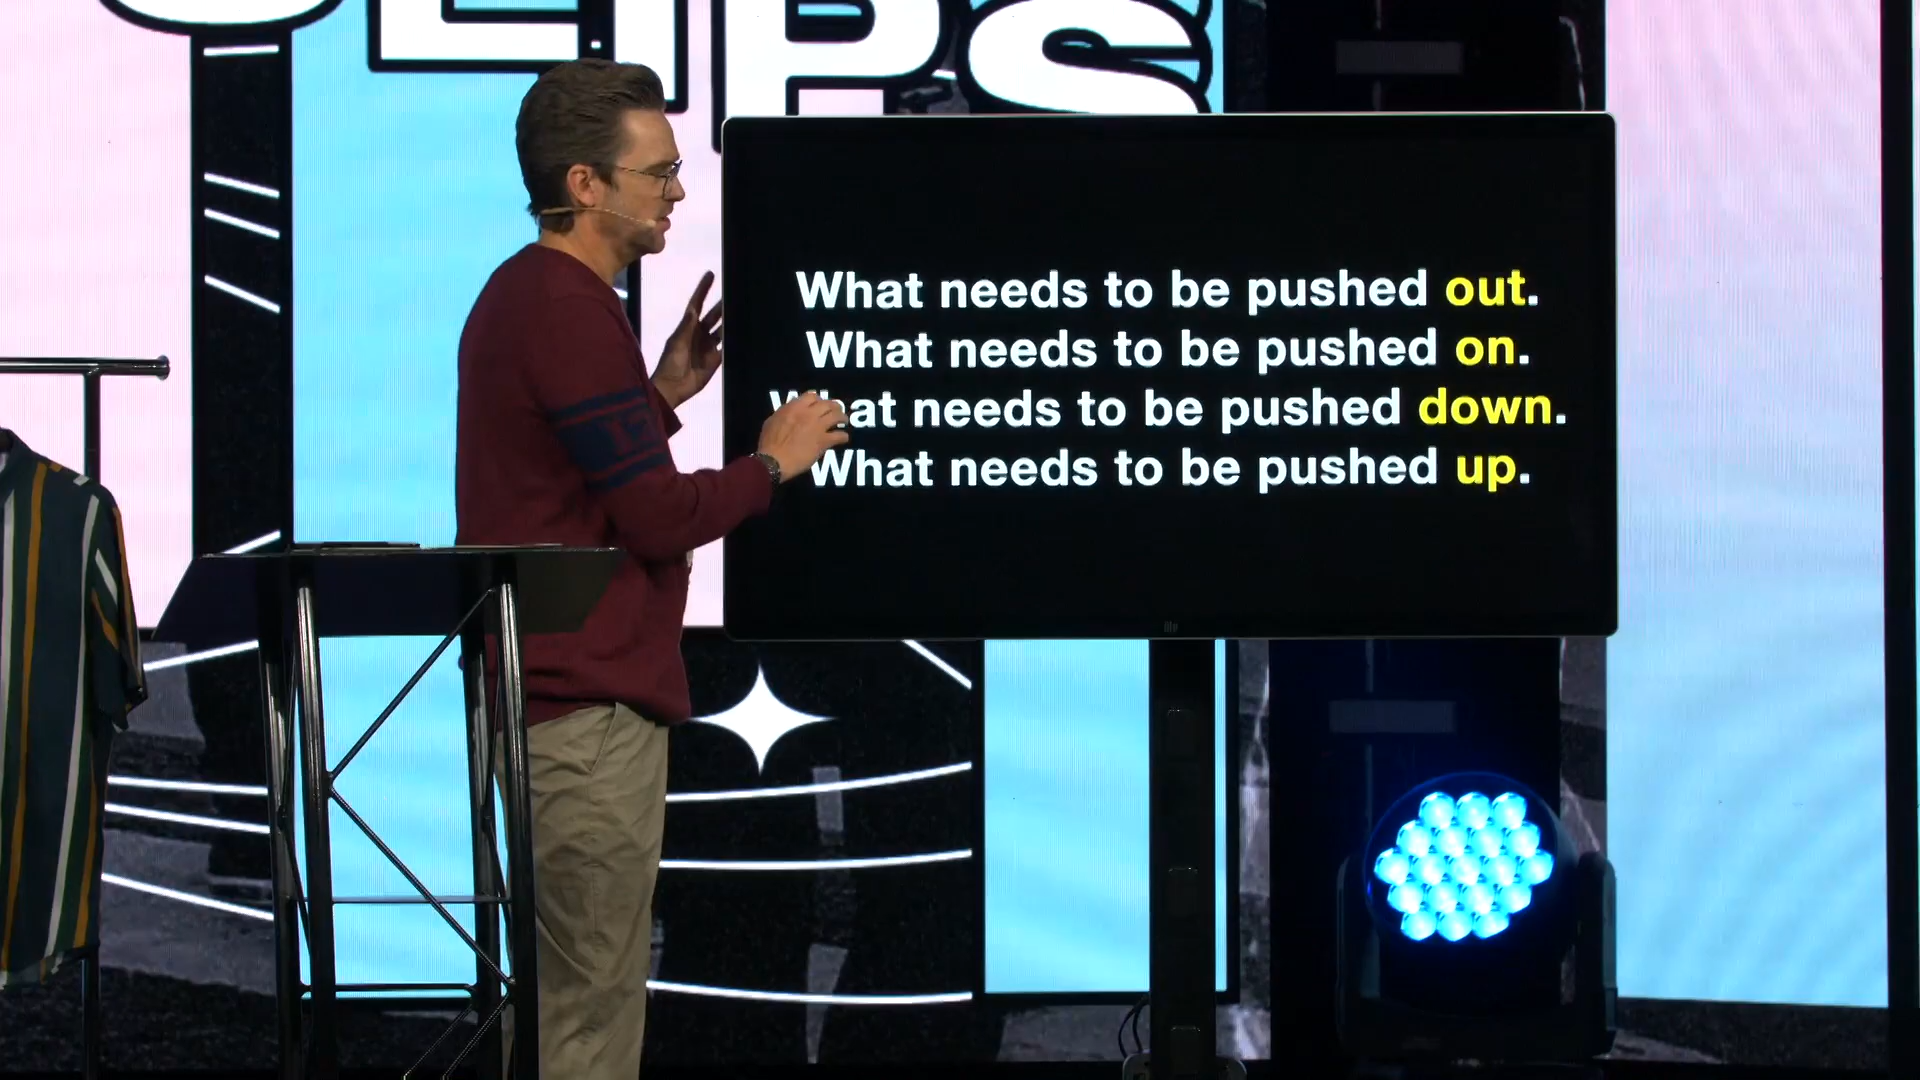 What needs to be pushed out.
What needs to be pushed on.
What needs to be pushed down.
What needs to be pushed up.